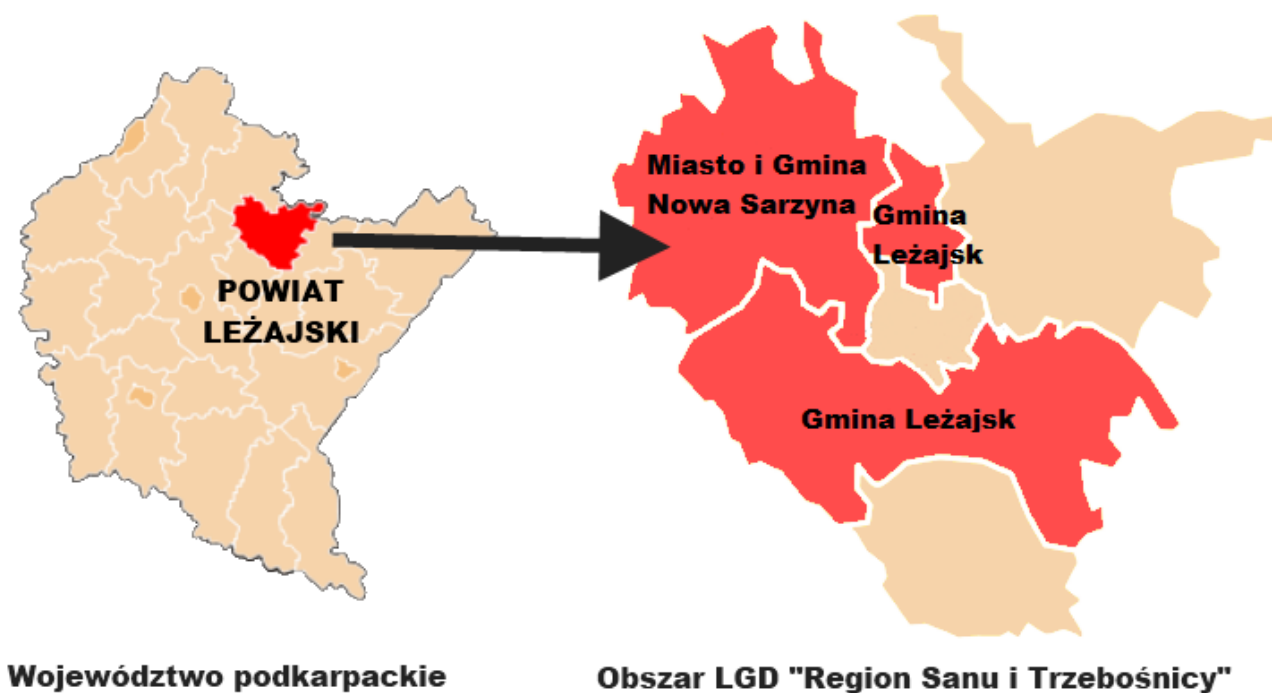 POWIAT
LEŻAJSKI
Województwo podkarpackie
Miasto i Gmina
Nowa Sarzyna
Gmina
Leżajsk
Gmina Leżajsk
Obszar LGD "Region Sanu i Trzebośnicy"